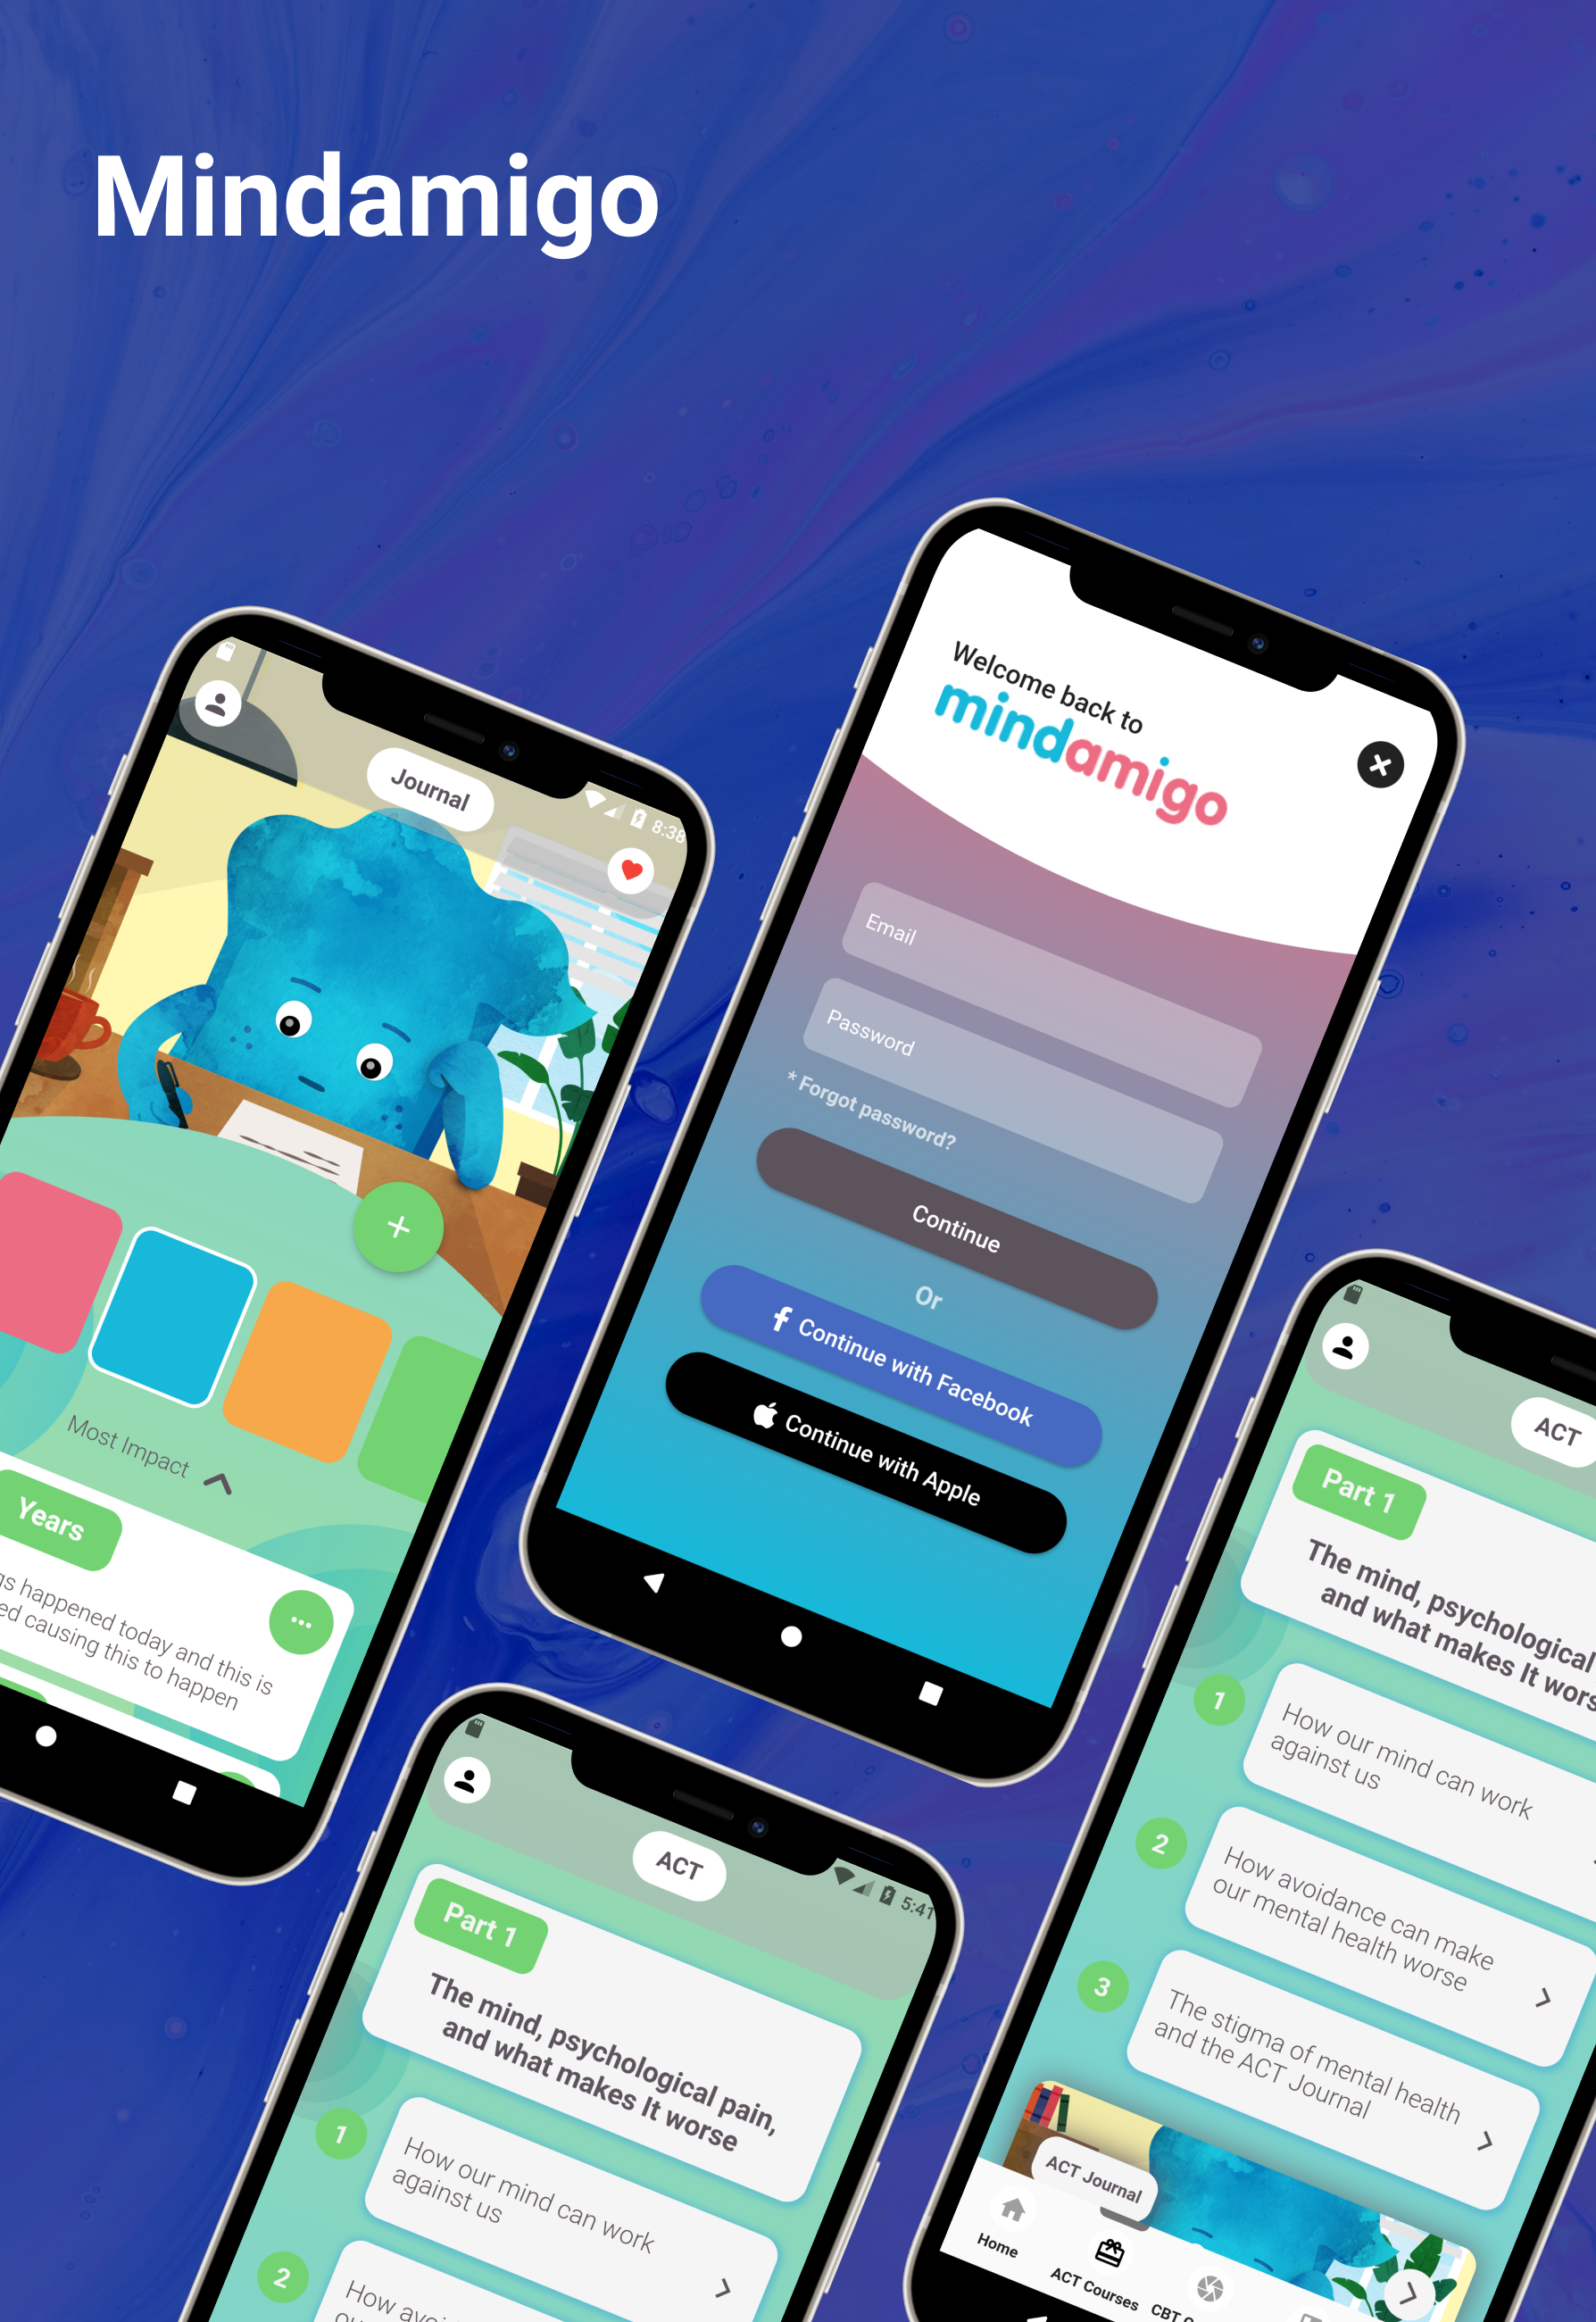 Mindamigo
Journal
8:38
Most Impact
Years
happened today and this is
causing this to happen
Welcome back to
mindamigo
Email
Password
* Forgot password?
Continue
Or
Continue with Facebook
Continue with Apple
ACT
5:41
Part 1
The mind, psychological pain,
and what makes It worse
1
How our mind can work
against us
2
How
ACT
Part 1
The mind, psychological
and what makes It
1
How our mind can work
against us
2
How avoidance can make
our mental health worse
3
The stigma of mental health
and the ACT Journal
ACT Journal
Home
ACT Courses
CBT